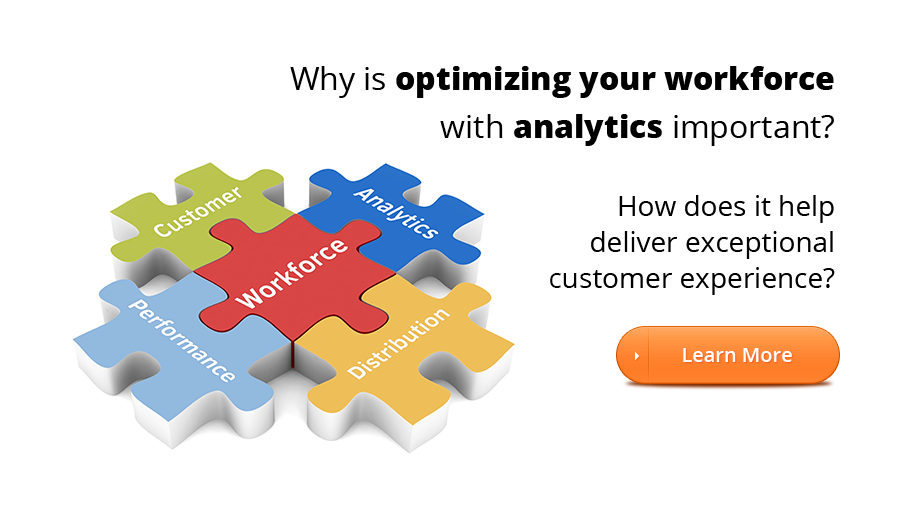 Why is optimizing your workforce
with analytics important?
Customer
Analytics
Workforce
Performance
Distribution
How does it help
deliver exceptional
customer experience?
Learn More